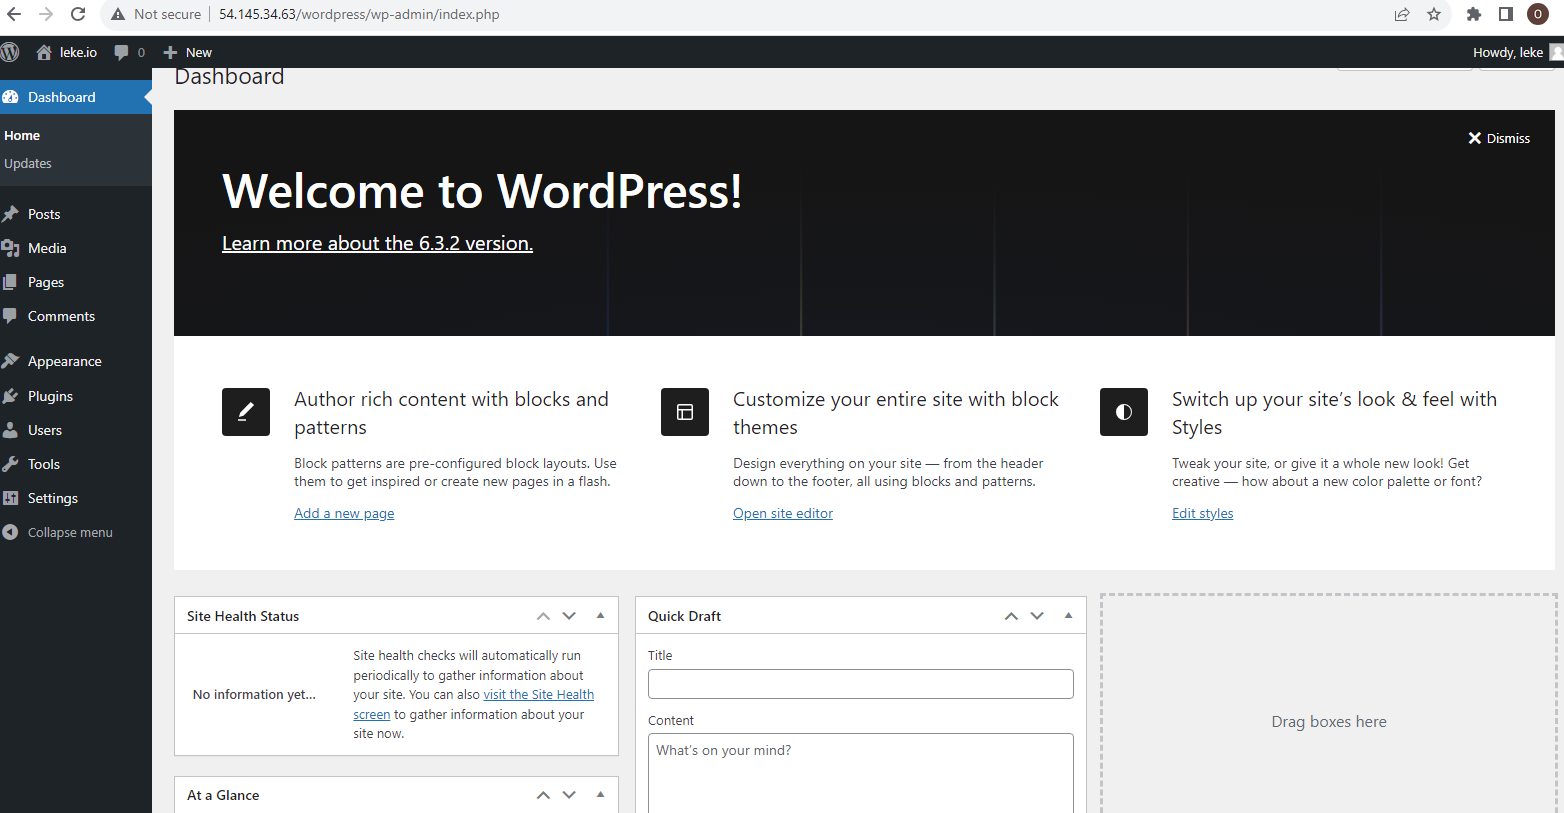 Not secure
54.145.34.63/wordpress/wp-admin/index.php
O
leke.io
0
New
Howdy, leke
Dashboard
Dashboard
Home
Updates
Posts
Media
Pages
Comments
Appearance
Plugins
Users
Tools
Settings
Collapse menu
Dismiss
Welcome to WordPress!
Learn more about the 6.3.2 version.
Author rich content with blocks and
patterns
Block patterns are pre-configured block layouts. Use
them to get inspired or create new pages in a flash.
Add a new page
Customize your entire site with block
themes
Design everything on your site — from the header
down to the footer, all using blocks and patterns.
Open site editor
Switch up your site’s look & feel with
Styles
Tweak your site, or give it a whole new look! Get
creative — how about a new color palette or font?
Edit styles
Site Health Status
No information yet…
Site health checks will automatically run
periodically to gather information about
your site. You can also visit the Site Health
screen to gather information about your
site now.
At a Glance
Quick Draft
Title
Content
What’s on your mind?
Drag boxes here